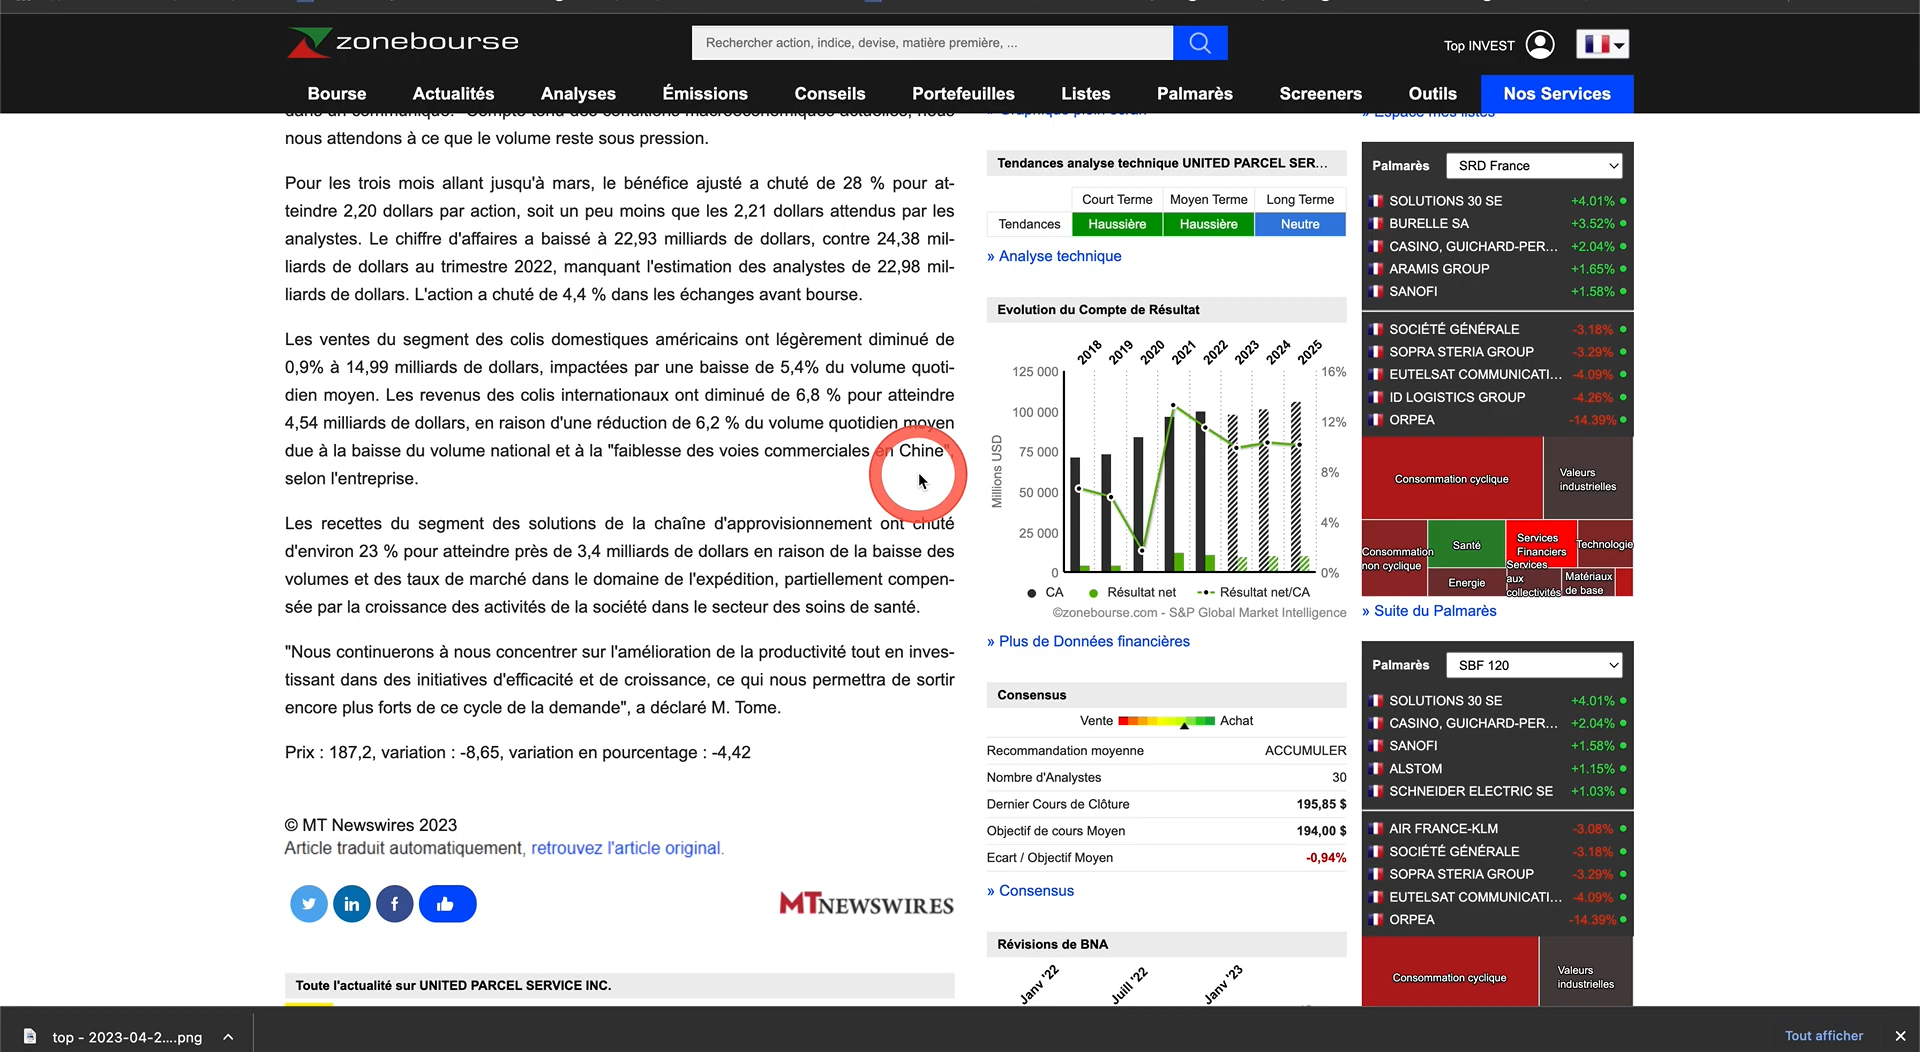 zonebourse
Rechercher action, indice, devise, matière première, ...
Top INVEST
Bourse Actualités Analyses Émissions Conseils Portefeuilles Listes Palmarès Screeners Outils Nos Services
nous attendons à ce que le volume reste sous pression.
Pour les trois mois allant jusqu'à mars, le bénéfice ajusté a chuté de 28 % pour at-
teindre 2,20 dollars par action, soit un peu moins que les 2,21 dollars attendus par les
analystes. Le chiffre d'affaires a baissé à 22,93 milliards de dollars, contre 24,38 mil-
liards de dollars au trimestre 2022, manquant l'estimation des analystes de 22,98 mil-
liards de dollars. L'action a chuté de 4,4 % dans les échanges avant bourse.
Les ventes du segment des colis domestiques américains ont légèrement diminué de
0,9% à 14,99 milliards de dollars, impactées par une baisse de 5,4% du volume quoti-
dien moyen. Les revenus des colis internationaux ont diminué de 6,8 % pour atteindre
4,54 milliards de dollars, en raison d'une réduction de 6,2 % du volume quotidien moyen
due à la baisse du volume national et à la "faiblesse des voies commerciales en Chine",
selon l'entreprise.
Les recettes du segment des solutions de la chaîne d'approvisionnement ont chuté
d'environ 23 % pour atteindre près de 3,4 milliards de dollars en raison de la baisse des
volumes et des taux de marché dans le domaine de l'expédition, partiellement compen-
sée par la croissance des activités de la société dans le secteur des soins de santé.
"Nous continuerons à nous concentrer sur l'amélioration de la productivité tout en inves-
tissant dans des initiatives d'efficacité et de croissance, ce qui nous permettra de sortir
encore plus forts de ce cycle de la demande", a déclaré M. Tome.
Prix : 187,2, variation : -8,65, variation en pourcentage : -4,42
© MT Newswires 2023
Article traduit automatiquement, retrouvez l'article original.
MT NEWSWIRES
Toute l'actualité sur UNITED PARCEL SERVICE INC.
Tendances analyse technique UNITED PARCEL SER...
Court Terme Moyen Terme Long Terme
Tendances Haussière Haussière Neutre
» Analyse technique
Evolution du Compte de Résultat
2018 2019 2020 2021 2022 2023 2024 2025
125 000 16%
100 000 12%
75 000
8%
50 000
4%
25 000
0 0%
Millions USD
CA Résultat net Résultat net/CA
©zonebourse.com - S&P Global Market Intelligence
» Plus de Données financières
Consensus
Vente Achat
Recommandation moyenne ACCUMULER
Nombre d'Analystes 30
Dernier Cours de Clôture 195,85 $
Objectif de cours Moyen 194,00 $
Ecart / Objectif Moyen -0,94%
» Consensus
Révisions de BNA
Janv '22 Juill '22 Janv '23
» Espace mes listes
Palmarès SRD France
SOLUTIONS 30 SE +4.01%
BURELLE SA +3.52%
CASINO, GUICHARD-PER... +2.04%
ARAMIS GROUP +1.65%
SANOFI +1.58%
SOCIÉTÉ GÉNÉRALE -3.18%
SOPRA STERIA GROUP -3.29%
EUTELSAT COMMUNICATI... -4.09%
ID LOGISTICS GROUP -4.26%
ORPEA -14.39%
Consommation cyclique
Valeurs
industrielles
Consommation
non cyclique
Santé
Services
Financiers
Technologie
Energie
Services
aux
collectivités
Matériaux
de base
» Suite du Palmarès
Palmarès SBF 120
SOLUTIONS 30 SE +4.01%
CASINO, GUICHARD-PER... +2.04%
SANOFI +1.58%
ALSTOM +1.15%
SCHNEIDER ELECTRIC SE +1.03%
AIR FRANCE-KLM -3.08%
SOCIÉTÉ GÉNÉRALE -3.18%
SOPRA STERIA GROUP -3.29%
EUTELSAT COMMUNICATI... -4.09%
ORPEA -14.39%
Consommation cyclique
Valeurs
industrielles
top - 2023-04-2....png
Tout afficher